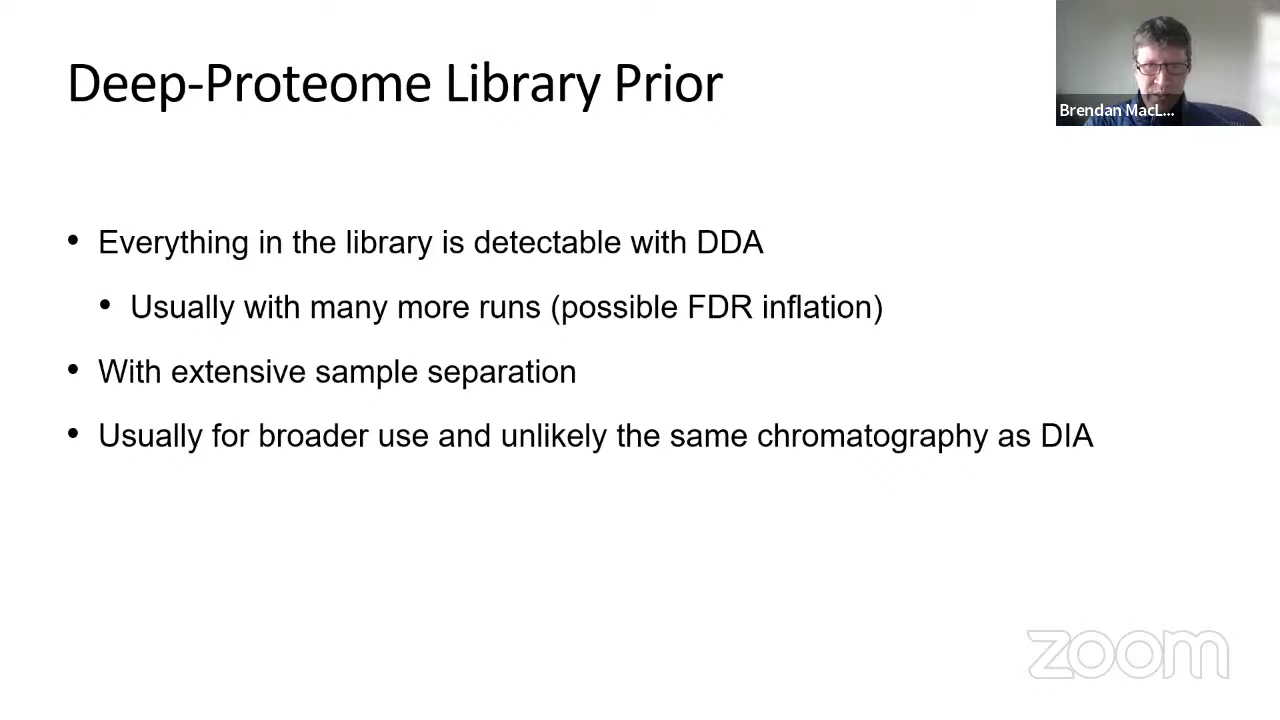 Deep-Proteome Library Prior
Brendan MacL...
• Everything in the library is detectable with DDA
• Usually with many more runs (possible FDR inflation)
• With extensive sample separation
• Usually for broader use and unlikely the same chromatography as DIA
zoom